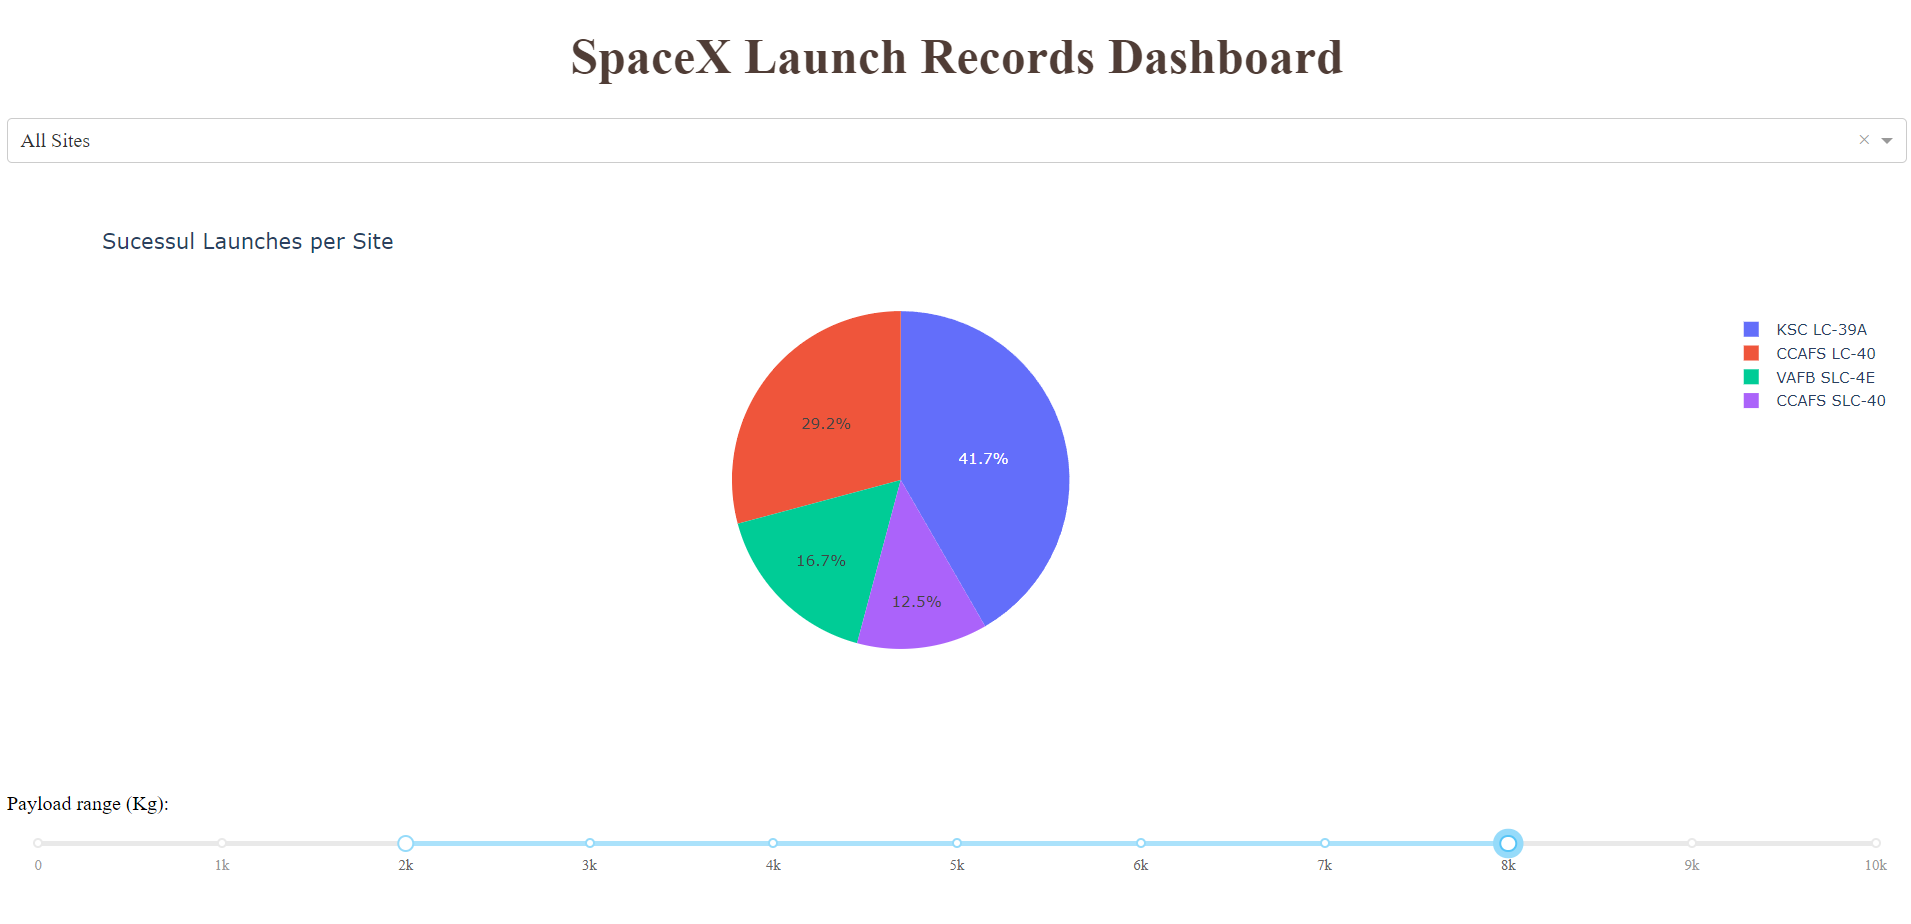 SpaceX Launch Records Dashboard
All Sites ×
Sucessul Launches per Site
KSC LC-39A
CCAFS LC-40
VAFB SLC-4E
CCAFS SLC-40
29.2%
41.7%
16.7%
12.5%
Payload range (Kg):
0 1k 2k 3k 4k 5k 6k 7k 8k 9k 10k